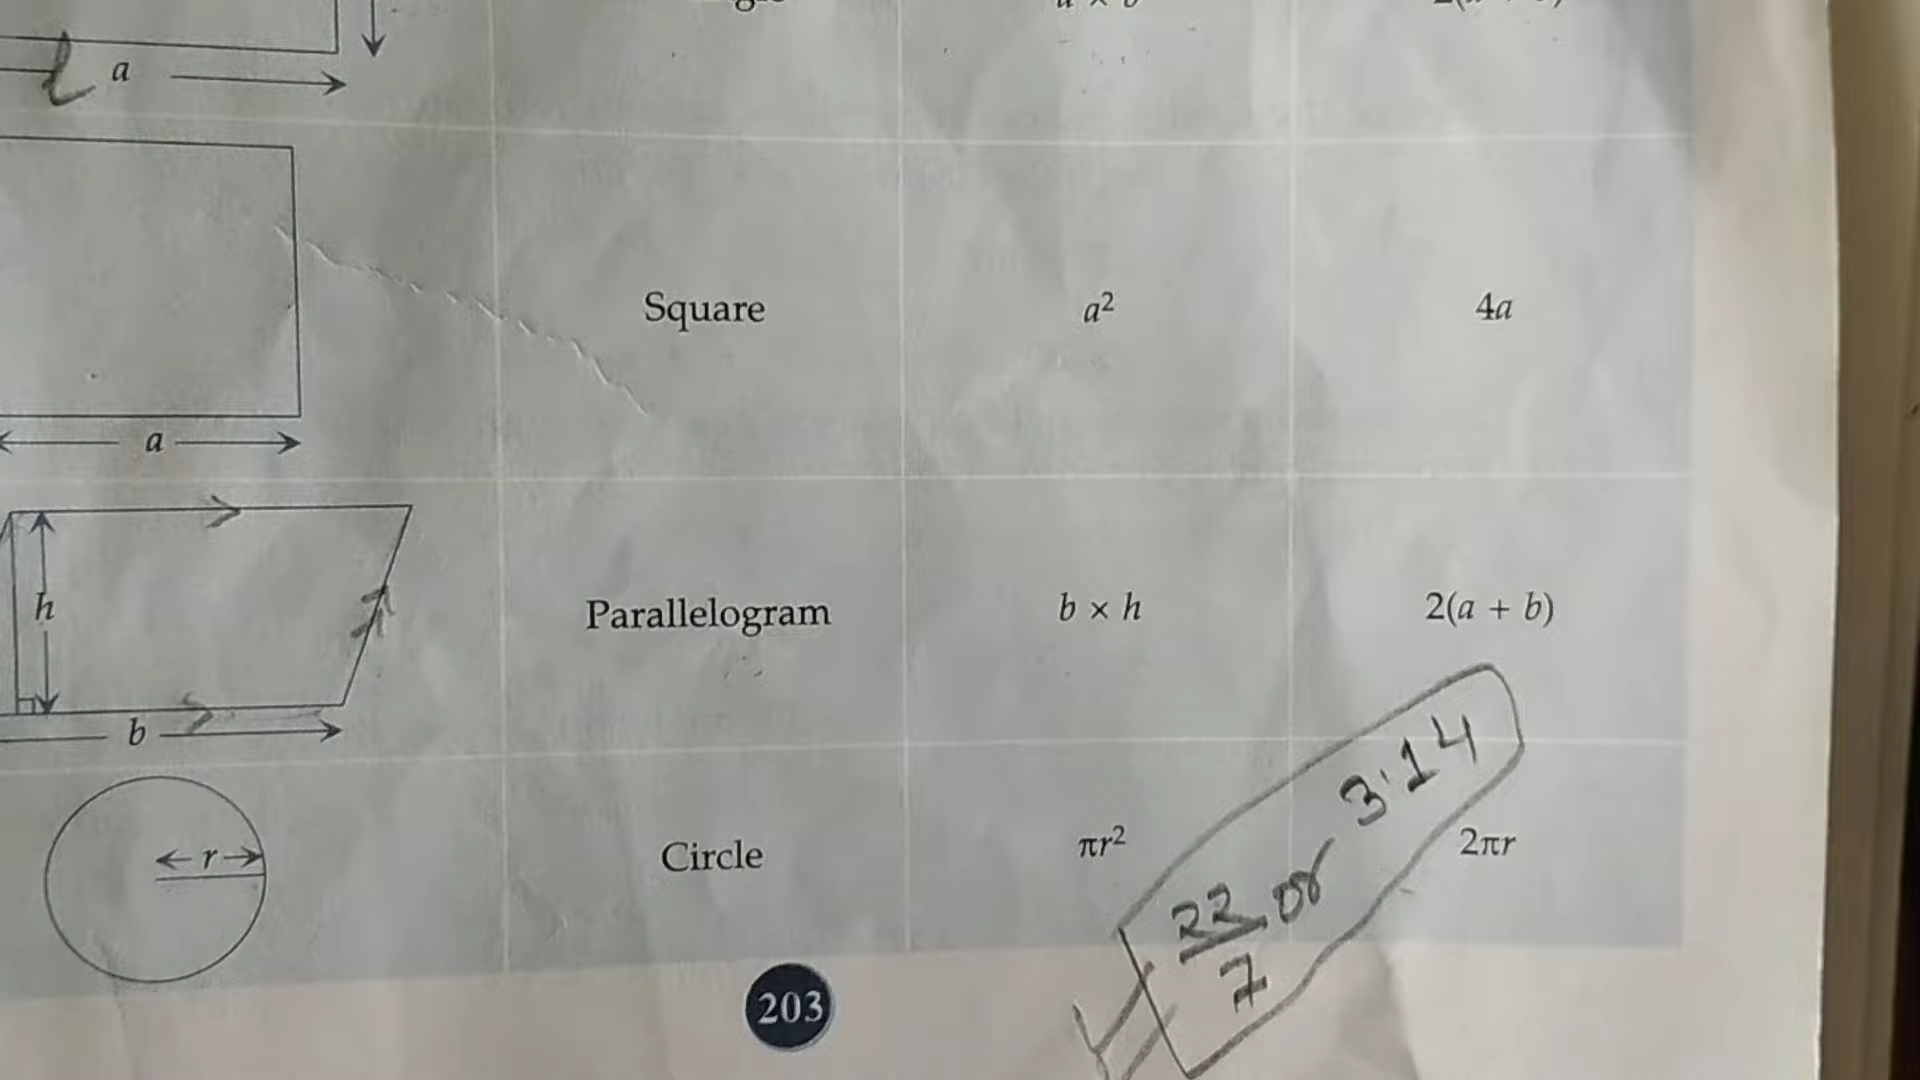 l a
Square a² 4a
a
h
Parallelogram b × h 2(a + b)
b
r
Circle πr² 2πr
22/7 or 3.14
203